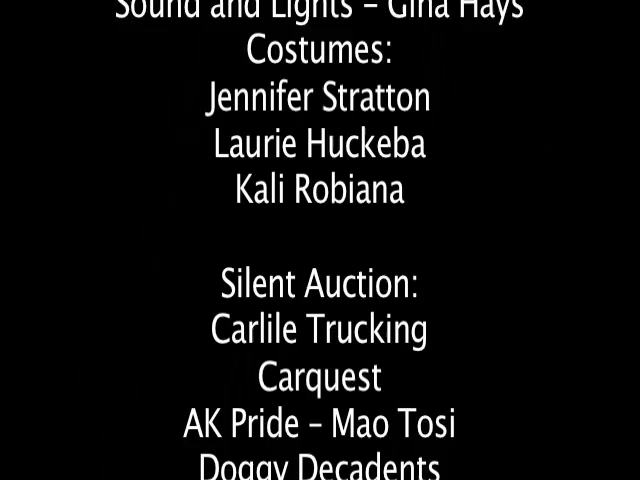 Sound and Lights – Gina Hays
Costumes:
Jennifer Stratton
Laurie Huckeba
Kali Robiana
Silent Auction:
Carlile Trucking
Carquest
AK Pride – Mao Tosi
Doggy Decadents